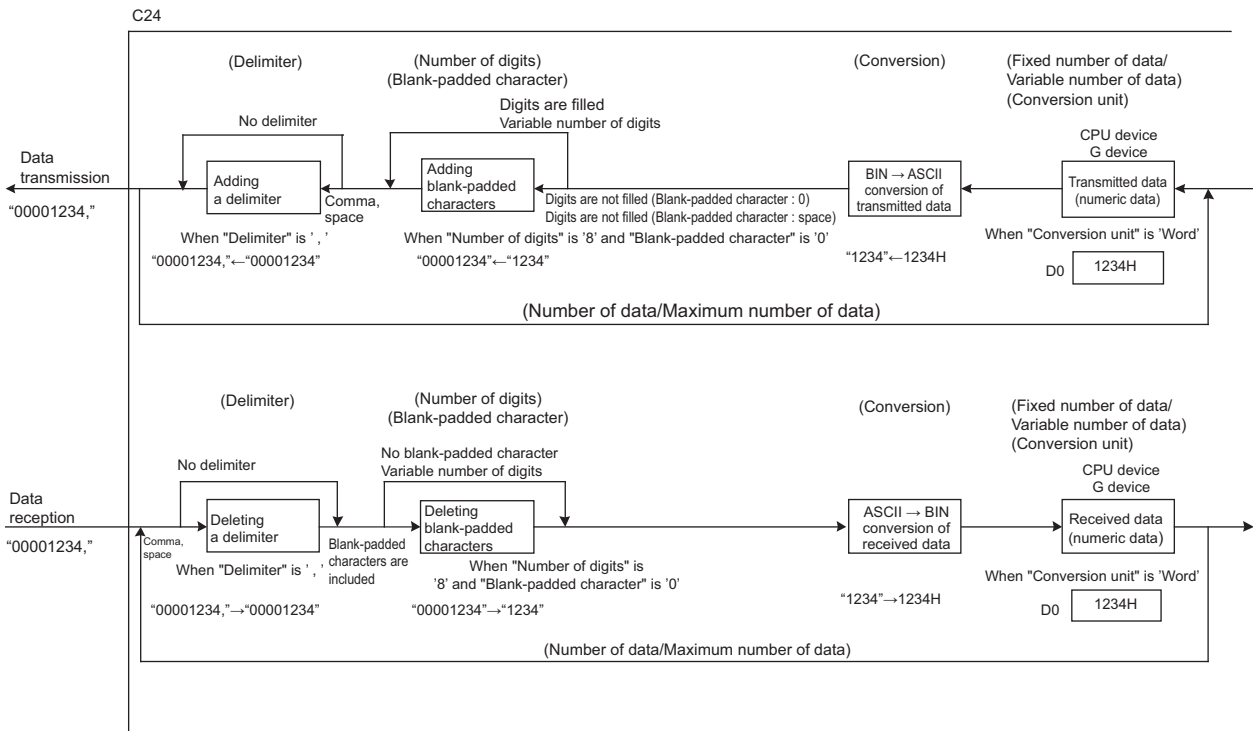 C24
(Delimiter)
(Number of digits)
(Blank-padded character)
(Conversion)
(Fixed number of data/
Variable number of data)
(Conversion unit)
No delimiter
Digits are filled
Variable number of digits
CPU device
G device
Data
transmission
“00001234,”
Adding
a delimiter
Comma,
space
Adding
blank-padded
characters
Digits are not filled (Blank-padded character : 0)
Digits are not filled (Blank-padded character : space)
BIN → ASCII
conversion of
transmitted data
Transmitted data
(numeric data)
When "Delimiter" is ' , '
“00001234,”←“00001234”
When "Number of digits" is '8' and "Blank-padded character" is '0'
“00001234”←“1234”
“1234”←1234H
When "Conversion unit" is 'Word'
D0 1234H
(Number of data/Maximum number of data)
(Delimiter)
(Number of digits)
(Blank-padded character)
(Conversion)
(Fixed number of data/
Variable number of data)
(Conversion unit)
No delimiter
No blank-padded character
Variable number of digits
CPU device
G device
Data
reception
“00001234,”
Comma,
space
Deleting
a delimiter
Blank-padded
characters are
included
Deleting
blank-padded
characters
ASCII → BIN
conversion of
received data
Received data
(numeric data)
When "Delimiter" is ' , '
“00001234,”→“00001234”
When "Number of digits" is
'8' and "Blank-padded character" is '0'
“00001234”→“1234”
“1234”→1234H
When "Conversion unit" is 'Word'
D0 1234H
(Number of data/Maximum number of data)